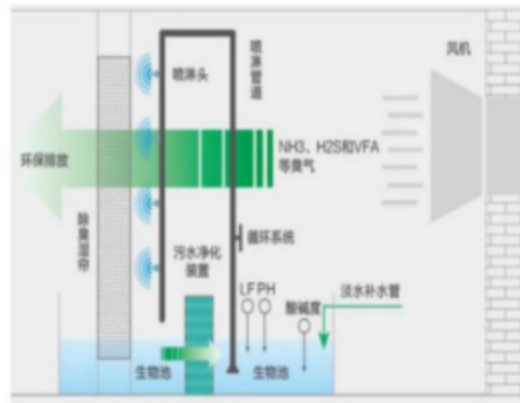 喷淋头
喷淋管道
风机
NH3、H2S和VFA
等臭气
环保排放
除臭湿帘
污水净化
装置
循环系统
LF
PH
酸碱度
淡水补水管
生物池
生物池